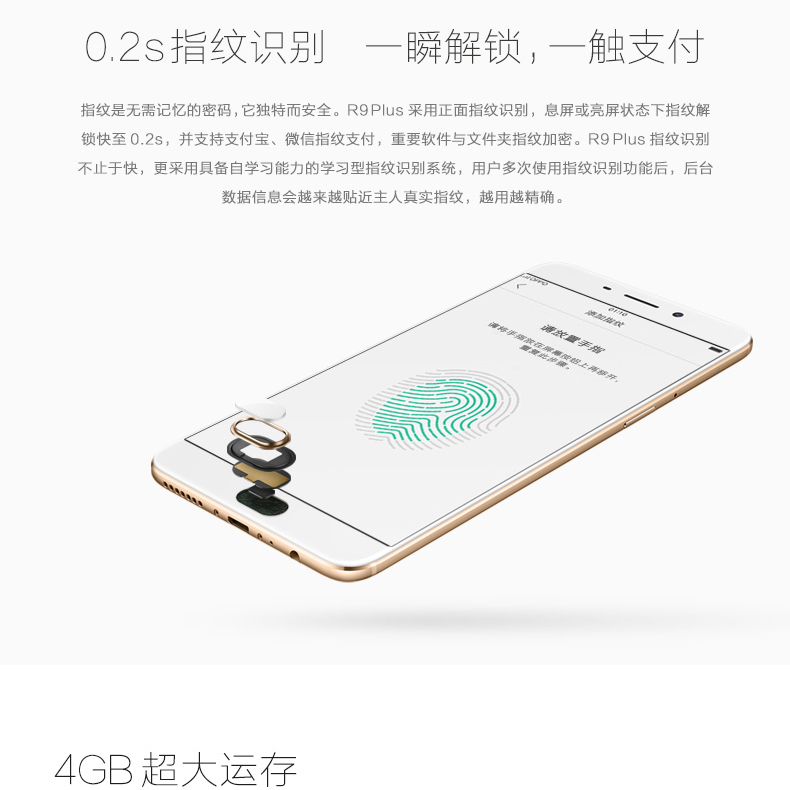 0.2s指纹识别 一瞬解锁,一触支付
指纹是无需记忆的密码,它独特而安全。R9 Plus 采用正面指纹识别，息屏或亮屏状态下指纹解
锁快至 0.2s，并支持支付宝、微信指纹支付，重要软件与文件夹指纹加密。R9 Plus 指纹识别
不止于快，更采用具备自学习能力的学习型指纹识别系统，用户多次使用指纹识别功能后，后台
数据信息会越来越贴近主人真实指纹，越用越精确。
OPPO
01:10
添加指纹
请放置手指
请将手指放在屏幕按钮上再移开，
重复此步骤。
4GB 超大运存